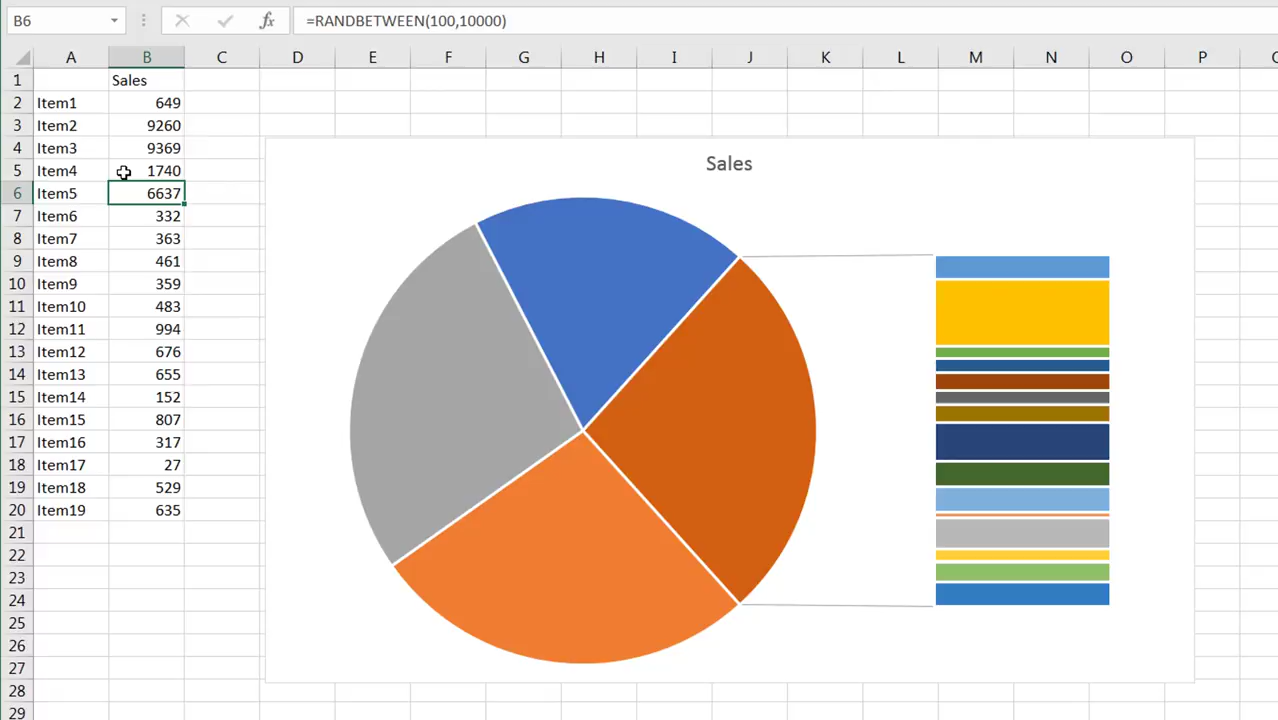 B6 fx =RANDBETWEEN(100,10000)
A B C D E F G H I J K L M N O P
1 Sales
2 Item1 649
3 Item2 9260
4 Item3 9369
5 Item4 1740
6 Item5 6637
7 Item6 332
8 Item7 363
9 Item8 461
10 Item9 359
11 Item10 483
12 Item11 994
13 Item12 676
14 Item13 655
15 Item14 152
16 Item15 807
17 Item16 317
18 Item17 27
19 Item18 529
20 Item19 635
21
22
23
24
25
26
27
28
29
Sales